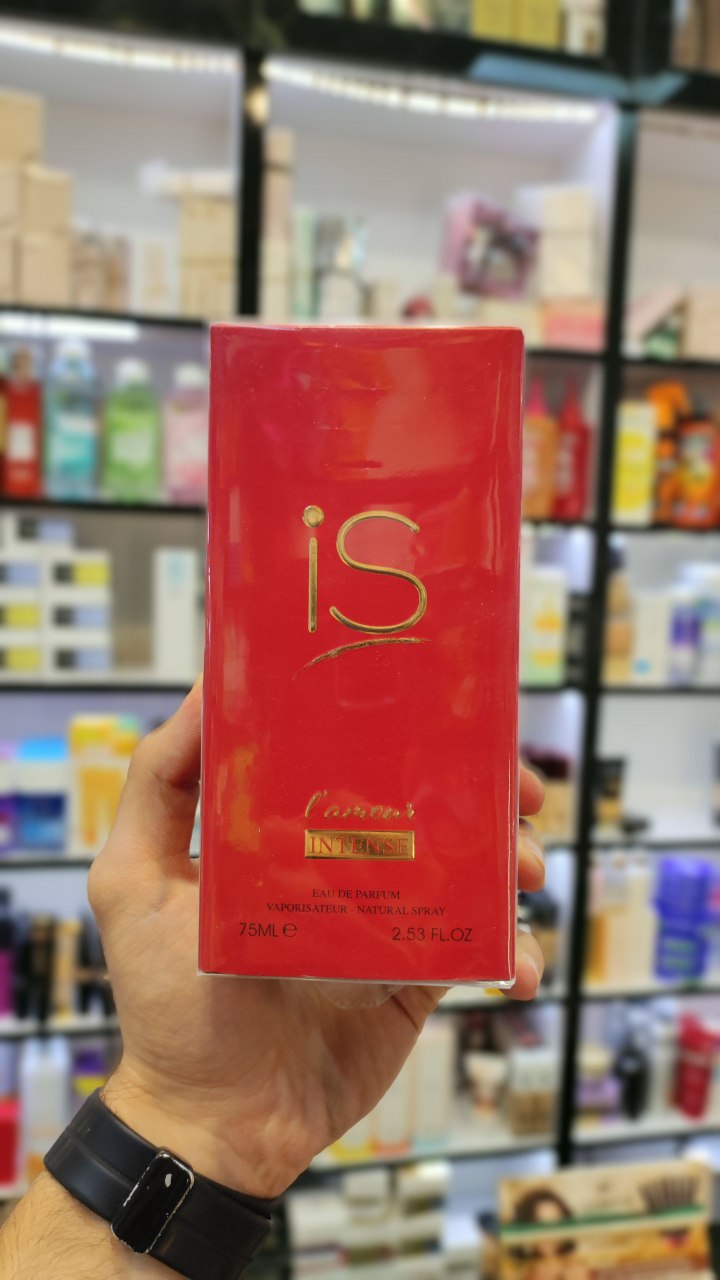 iS
l'amour
INTENSE
EAU DE PARFUM
VAPORISATEUR - NATURAL SPRAY
75ML ℮ 2.53 FL.OZ